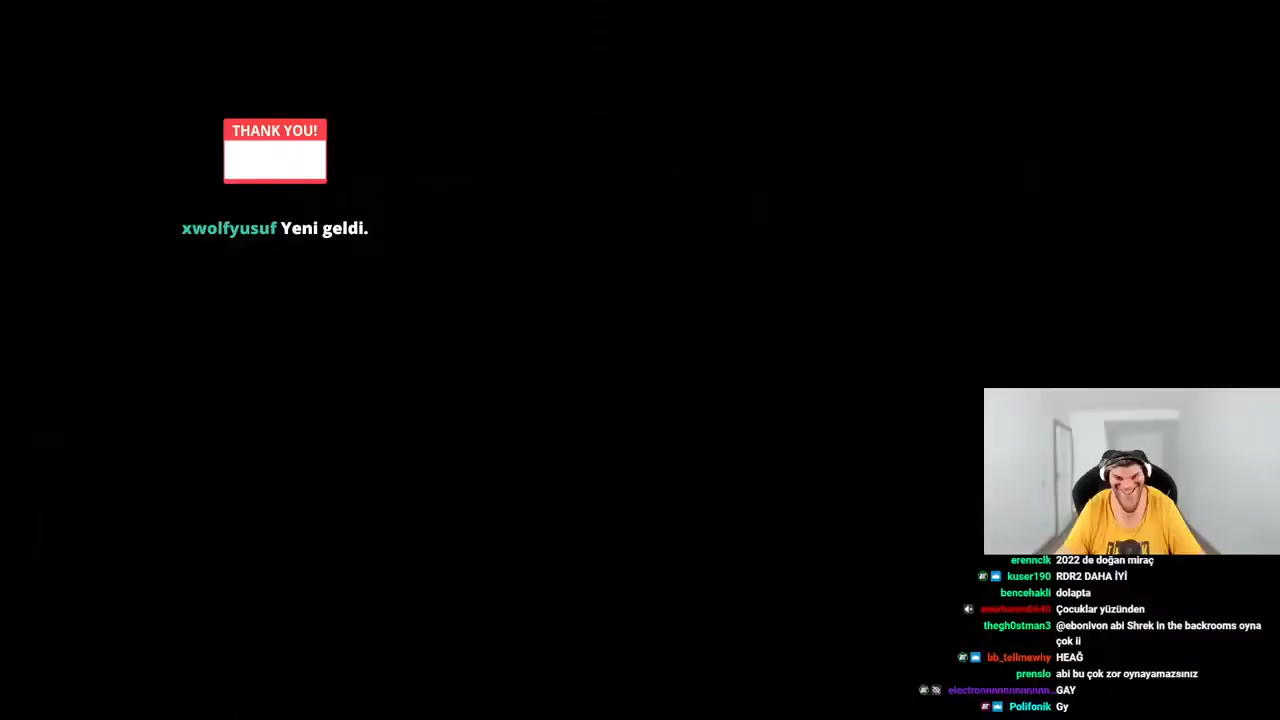 THANK YOU!
xwolfyusuf Yeni geldi.
erennclk 2022 de doğan miraç
kuser190 RDR2 DAHA İYİ
bencehakli dolapta
Çocuklar yüzünden
thegh0stman3 @ebonivon abi Shrek in the backrooms oyna
çok ii
bb_tellmewhy HEAĞ
prenslo abi bu çok zor oynayamazsınız
electronnnnnnnnnnnn... GAY
Polifonik Gy